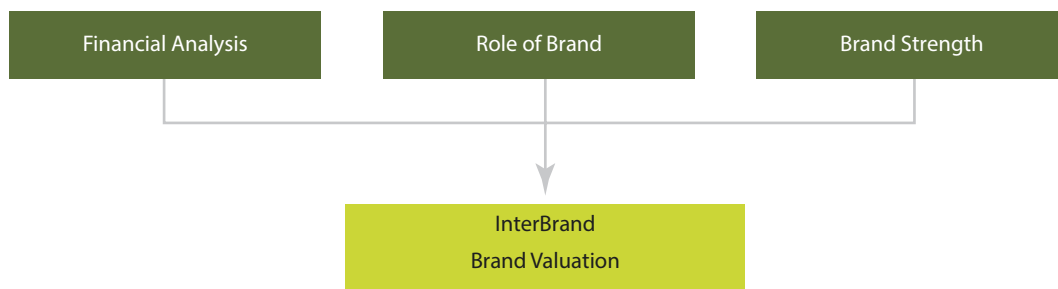 Financial Analysis
Role of Brand
Brand Strength
InterBrand
Brand Valuation